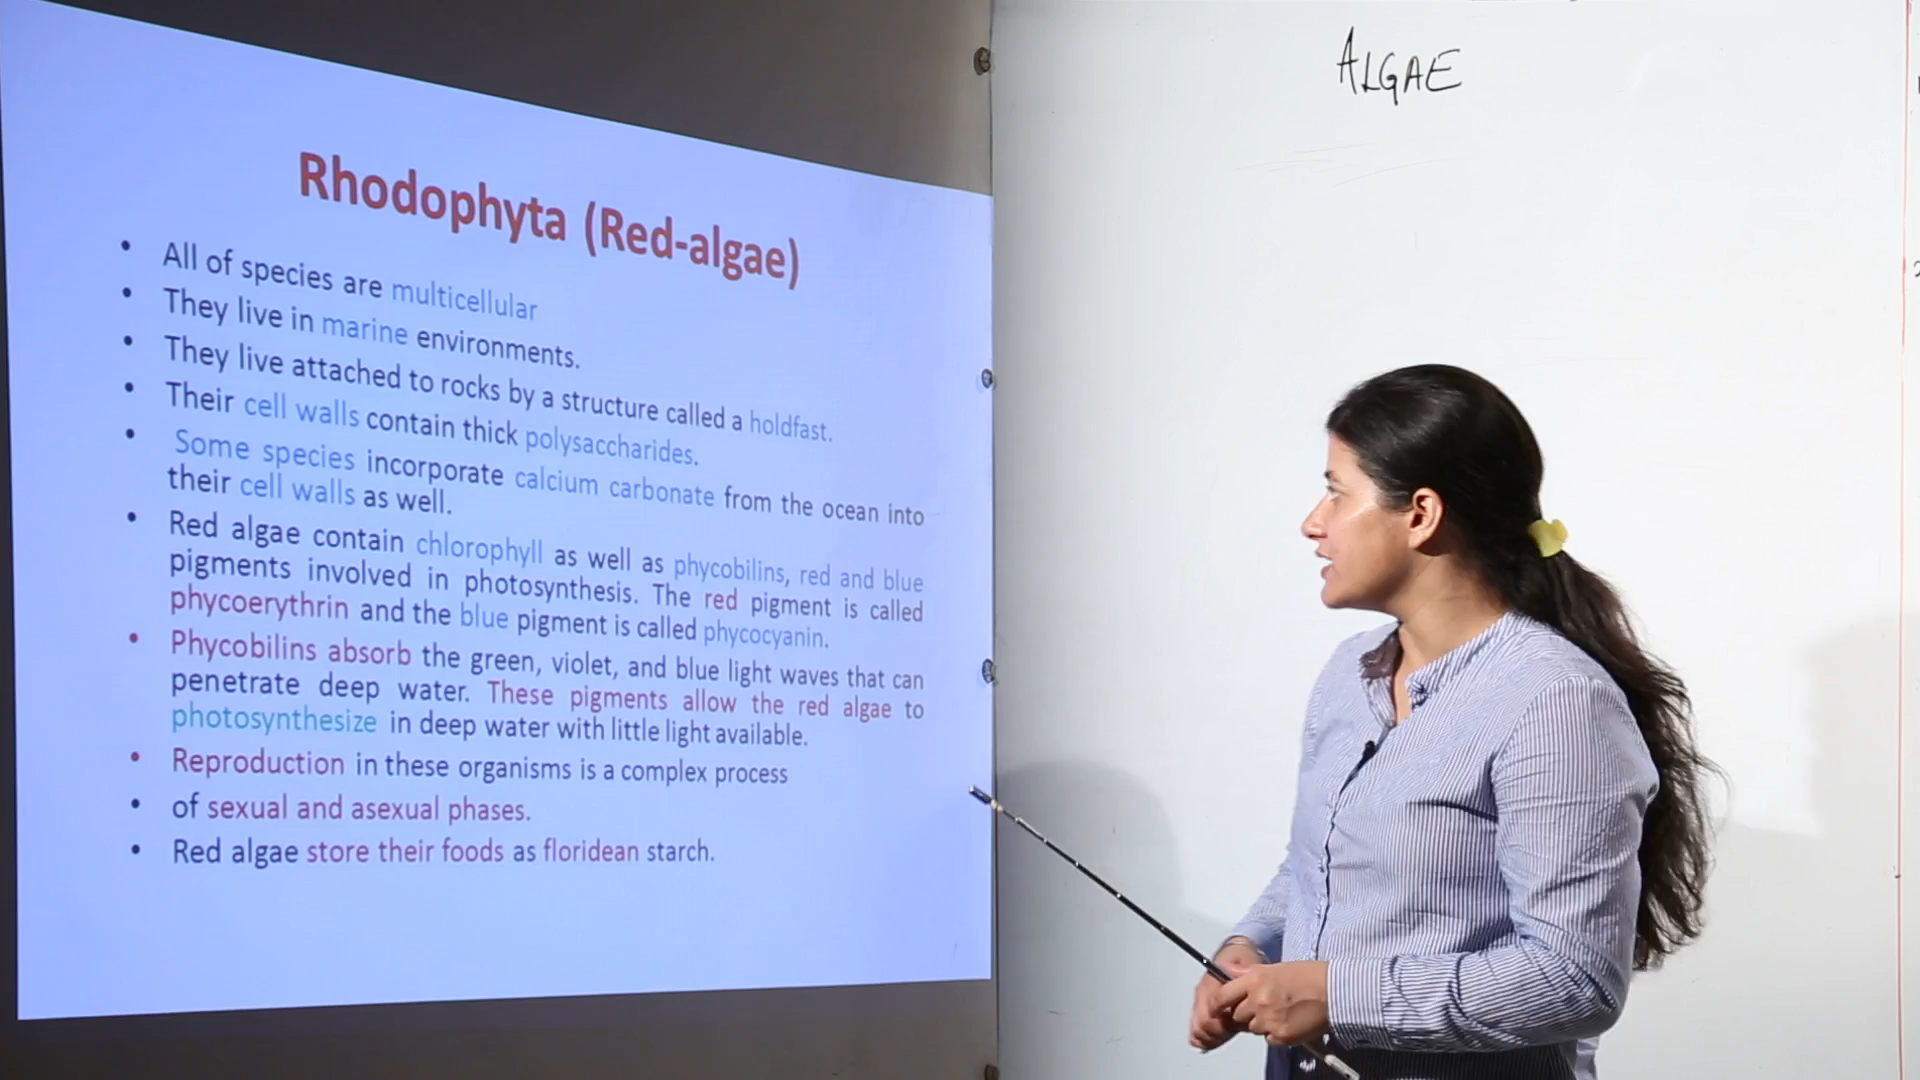 ALGAE
Rhodophyta (Red-algae)
• All of species are multicellular
• They live in marine environments.
• They live attached to rocks by a structure called a holdfast.
• Their cell walls contain thick polysaccharides.
• Some species incorporate calcium carbonate from the ocean into
their cell walls as well.
• Red algae contain chlorophyll as well as phycobilins, red and blue
pigments involved in photosynthesis. The red pigment is called
phycoerythrin and the blue pigment is called phycocyanin.
• Phycobilins absorb the green, violet, and blue light waves that can
penetrate deep water. These pigments allow the red algae to
photosynthesize in deep water with little light available.
• Reproduction in these organisms is a complex process
• of sexual and asexual phases.
• Red algae store their foods as floridean starch.